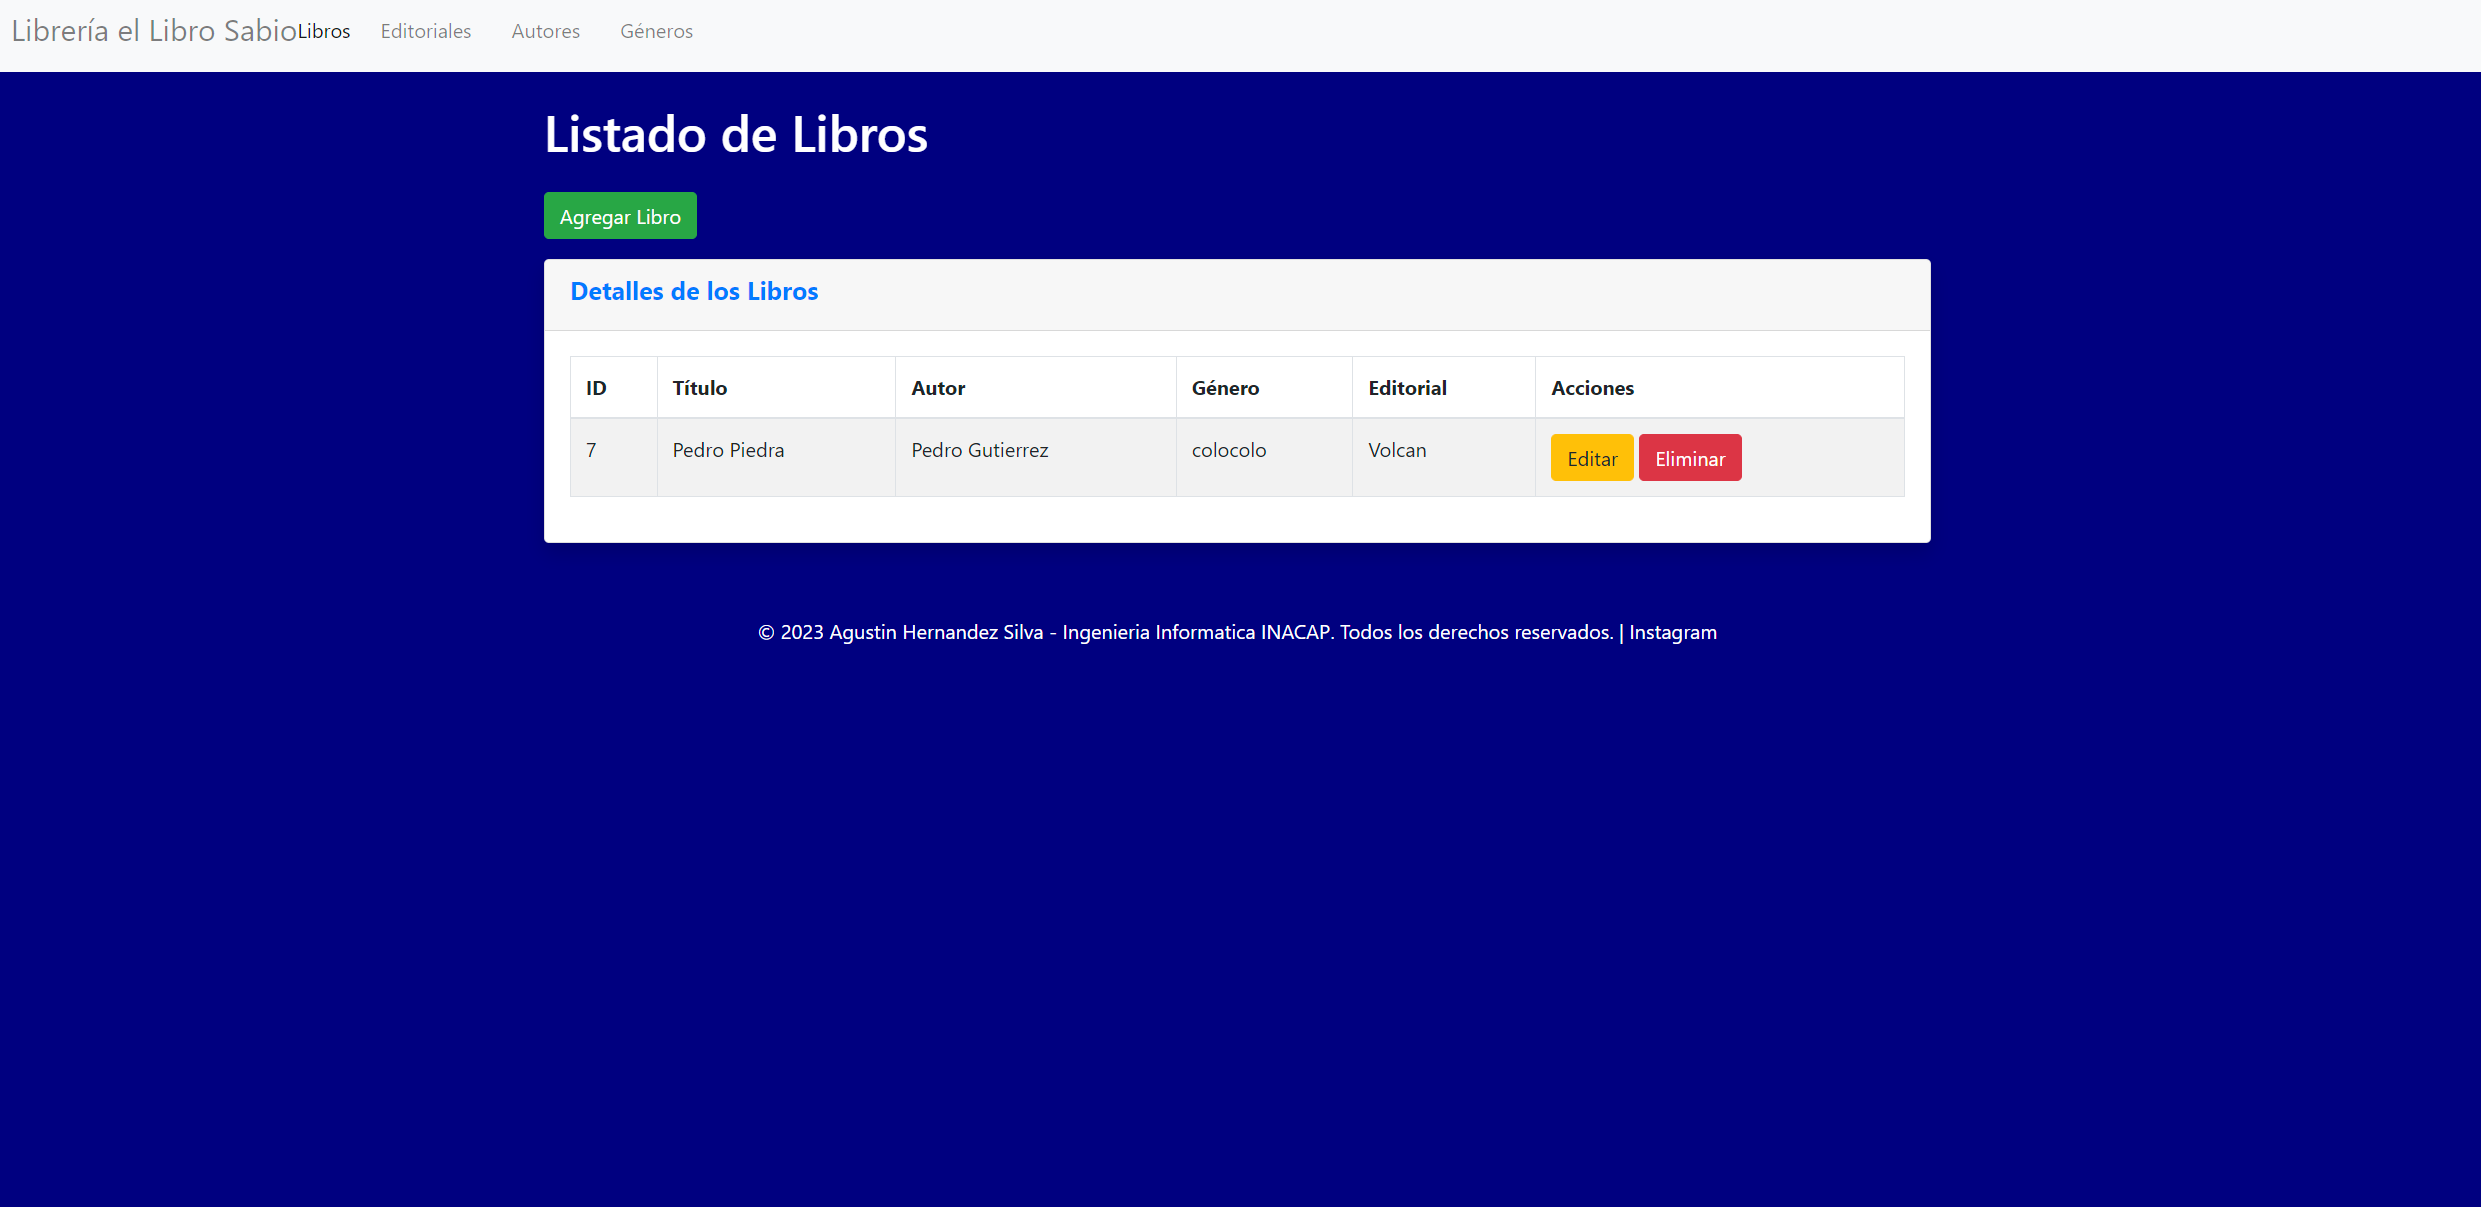 Librería el Libro Sabio Libros Editoriales Autores Géneros
Listado de Libros
Agregar Libro
Detalles de los Libros
ID Título Autor Género Editorial Acciones
7 Pedro Piedra Pedro Gutierrez colocolo Volcan Editar Eliminar
© 2023 Agustin Hernandez Silva - Ingenieria Informatica INACAP. Todos los derechos reservados. | Instagram